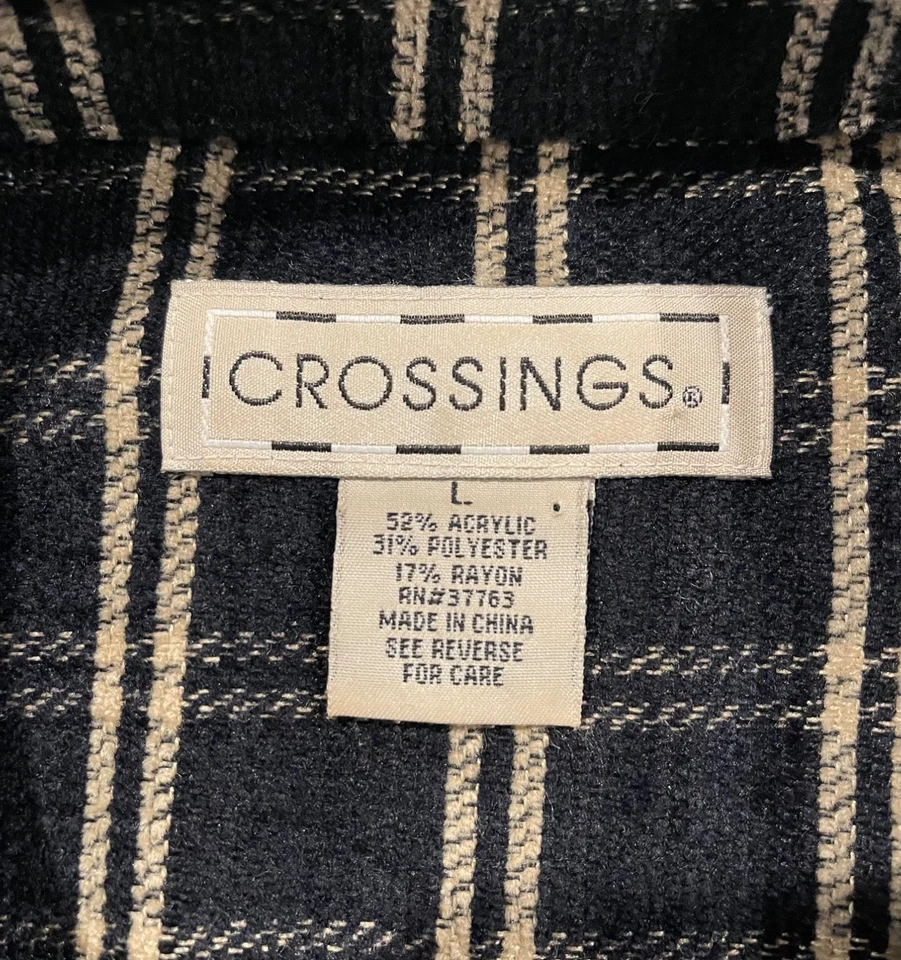 CROSSINGS®
L
52% ACRYLIC
31% POLYESTER
17% RAYON
RN#37763
MADE IN CHINA
SEE REVERSE
FOR CARE